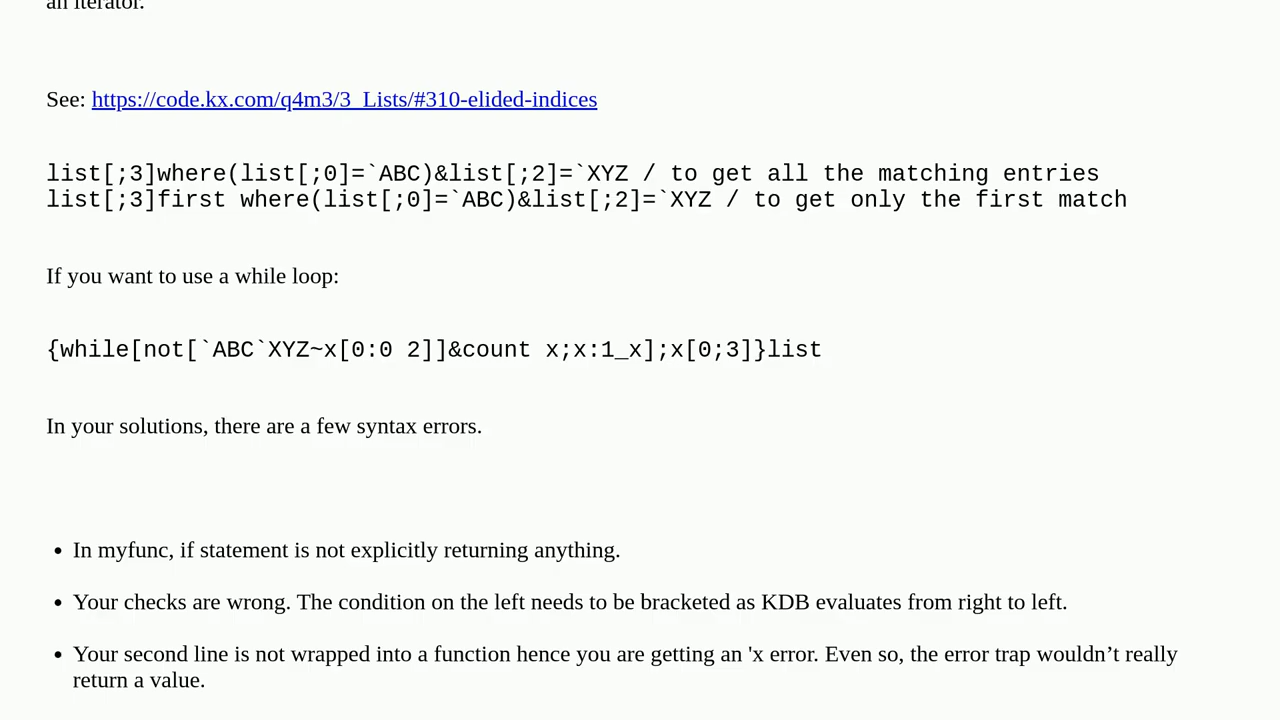 an iterator.
See: https://code.kx.com/q4m3/3_Lists/#310-elided-indices
list[;3]where(list[;0]=`ABC)&list[;2]=`XYZ / to get all the matching entries
list[;3]first where(list[;0]=`ABC)&list[;2]=`XYZ / to get only the first match
If you want to use a while loop:
{while[not[`ABC`XYZ~x[0:0 2]]&count x;x:1_x];x[0;3]}list
In your solutions, there are a few syntax errors.
• In myfunc, if statement is not explicitly returning anything.
• Your checks are wrong. The condition on the left needs to be bracketed as KDB evaluates from right to left.
• Your second line is not wrapped into a function hence you are getting an 'x error. Even so, the error trap wouldn’t really
return a value.